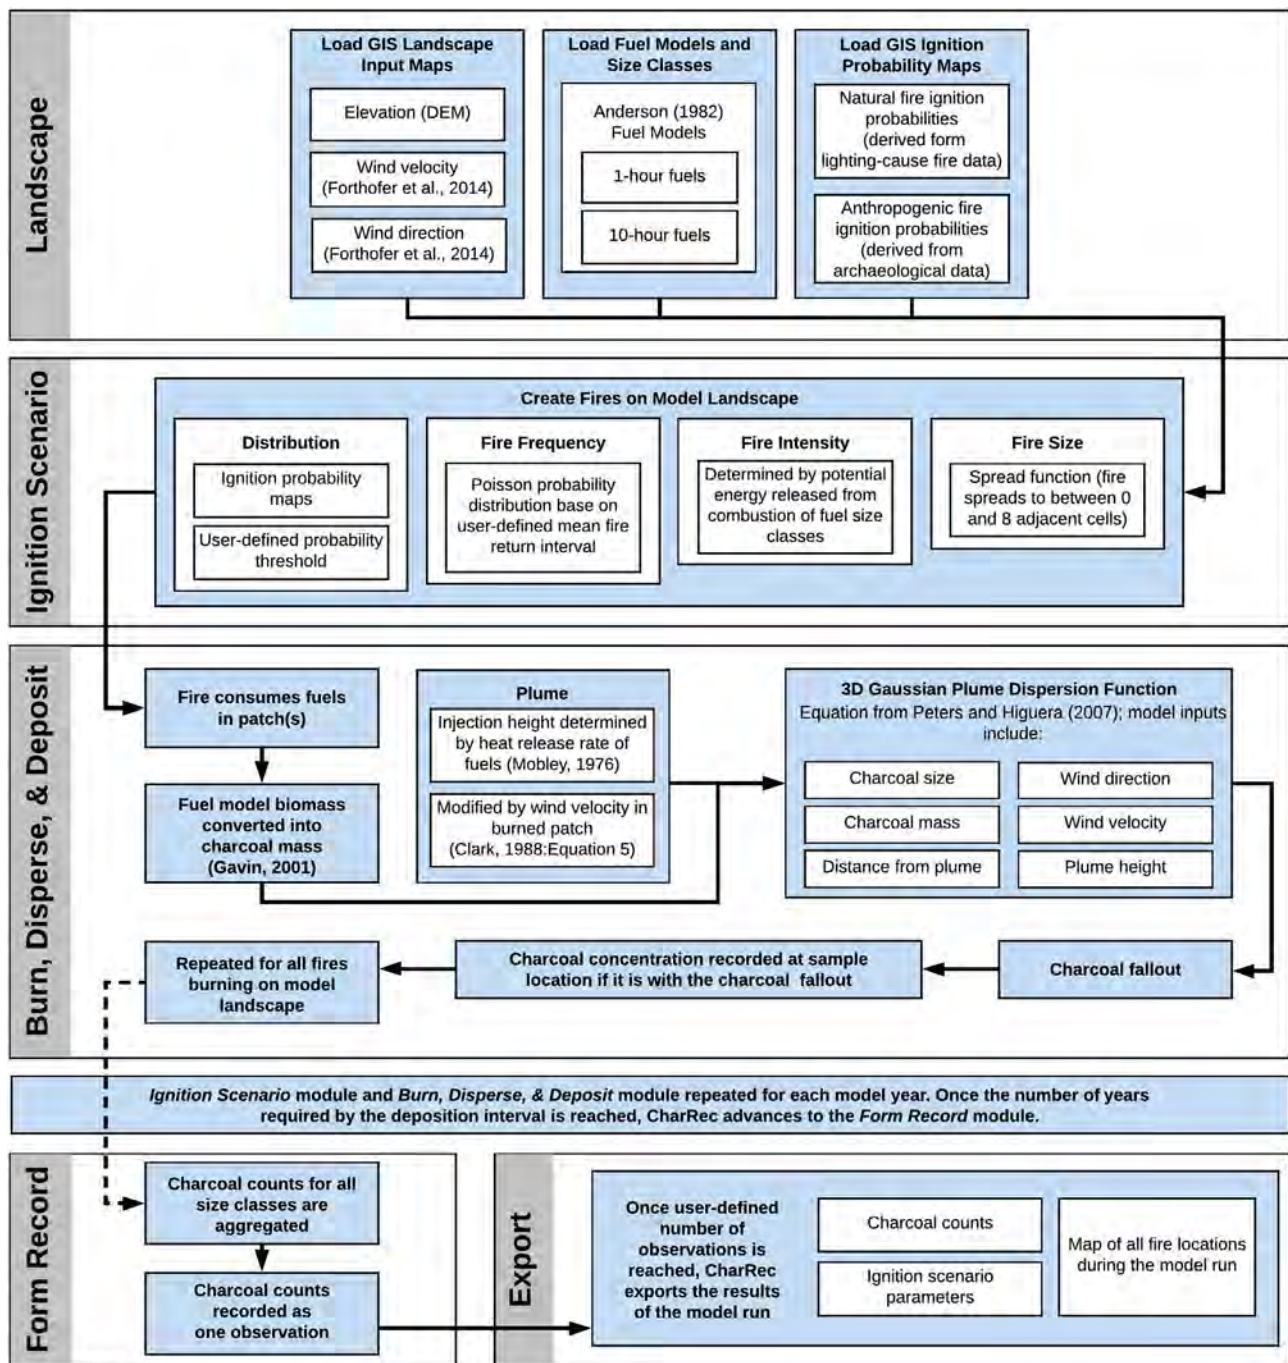 Landscape
Load GIS Landscape
Input Maps
Elevation (DEM)
Wind velocity
(Forthofer et al., 2014)
Wind direction
(Forthofer et al., 2014)
Load Fuel Models and
Size Classes
Anderson (1982)
Fuel Models
1-hour fuels
10-hour fuels
Load GIS Ignition
Probability Maps
Natural fire ignition
probabilities
(derived form
lighting-cause fire data)
Anthropogenic fire
ignition probabilities
(derived from
archaeological data)
Ignition Scenario
Create Fires on Model Landscape
Distribution
Ignition probability
maps
User-defined probability
threshold
Fire Frequency
Poisson probability
distribution base on
user-defined mean fire
return interval
Fire Intensity
Determined by potential
energy released from
combustion of fuel size
classes
Fire Size
Spread function (fire
spreads to between 0
and 8 adjacent cells)
Burn, Disperse, & Deposit
Fire consumes fuels
in patch(s)
Fuel model biomass
converted into
charcoal mass
(Gavin, 2001)
Plume
Injection height determined
by heat release rate of
fuels (Mobley, 1976)
Modified by wind velocity in
burned patch
(Clark, 1988:Equation 5)
3D Gaussian Plume Dispersion Function
Equation from Peters and Higuera (2007); model inputs
include:
Charcoal size
Charcoal mass
Distance from plume
Wind direction
Wind velocity
Plume height
Charcoal fallout
Charcoal concentration recorded at sample
location if it is with the charcoal fallout
Repeated for all fires
burning on model
landscape
Ignition Scenario module and Burn, Disperse, & Deposit module repeated for each model year. Once the number of years
required by the deposition interval is reached, CharRec advances to the Form Record module.
Form Record
Charcoal counts for all
size classes are
aggregated
Charcoal counts
recorded as
one observation
Export
Once user-defined
number of
observations is
reached, CharRec
exports the results
of the model run
Charcoal counts
Ignition scenario
parameters
Map of all fire locations
during the model run